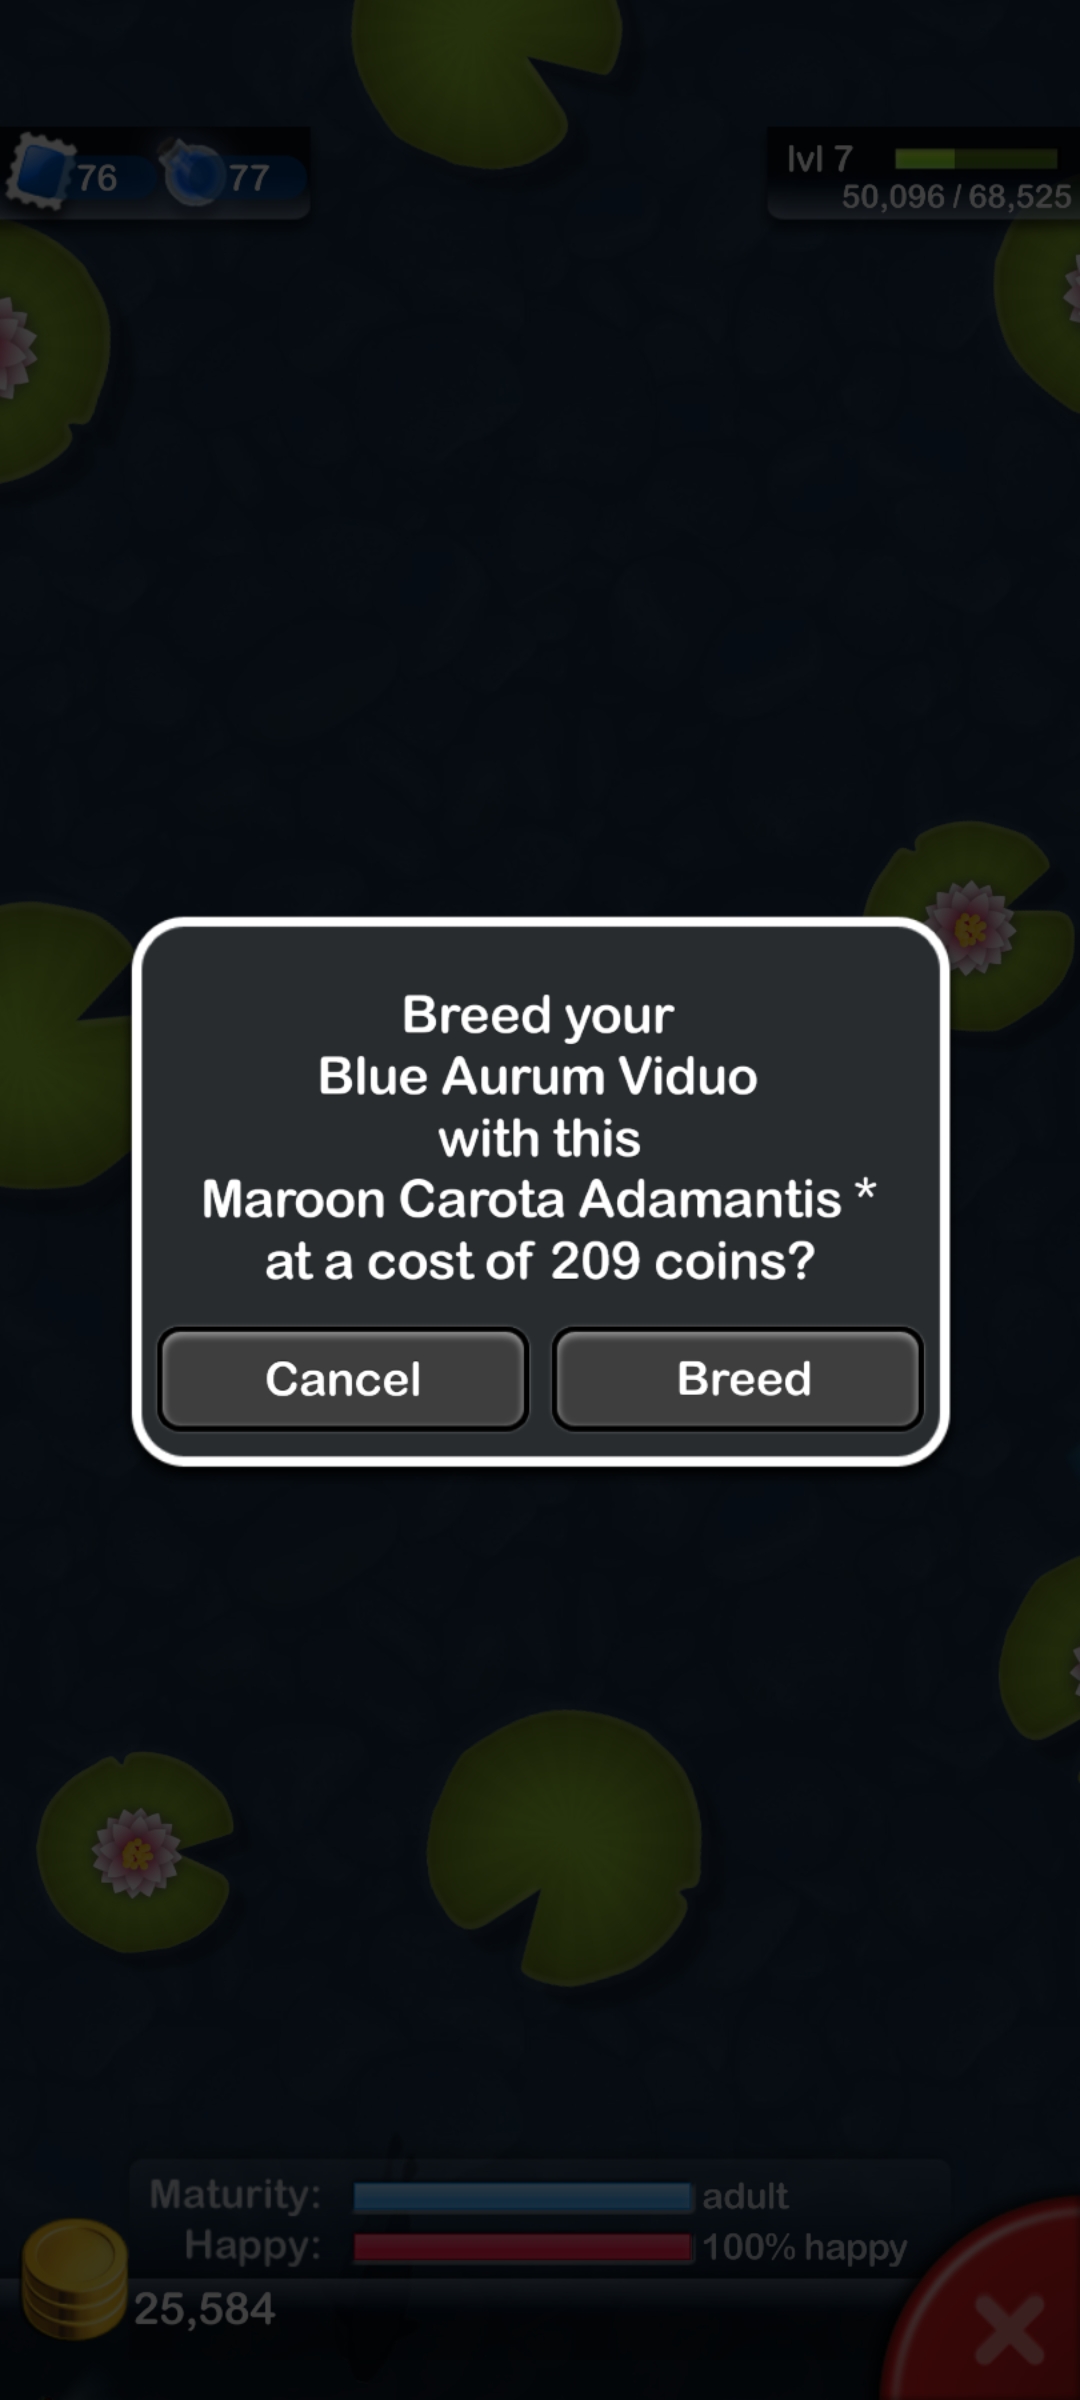 76
77
lvl 7
50,096 / 68,525
Breed your
Blue Aurum Viduo
with this
Maroon Carota Adamantis *
at a cost of 209 coins?
Cancel
Breed
Maturity:
adult
Happy:
100% happy
25,584